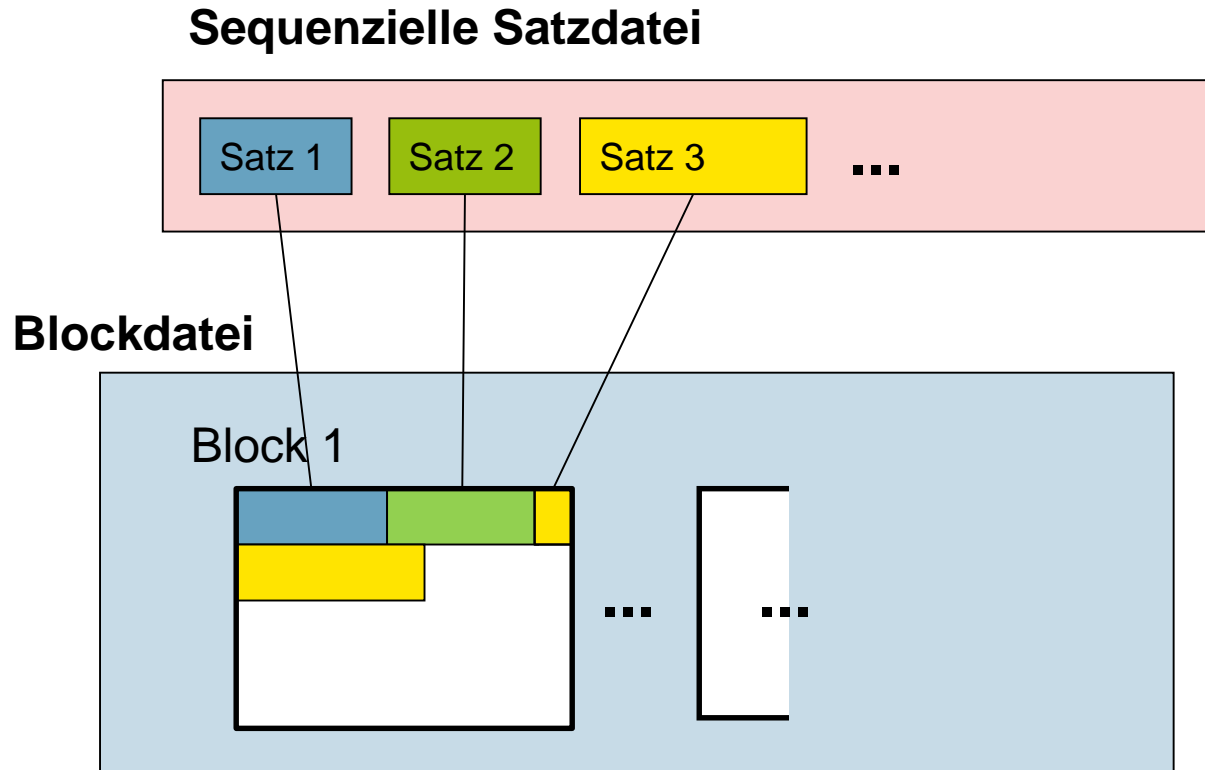 Sequenzielle Satzdatei
Satz 1 Satz 2 Satz 3 ...
Blockdatei
Block 1
... ...